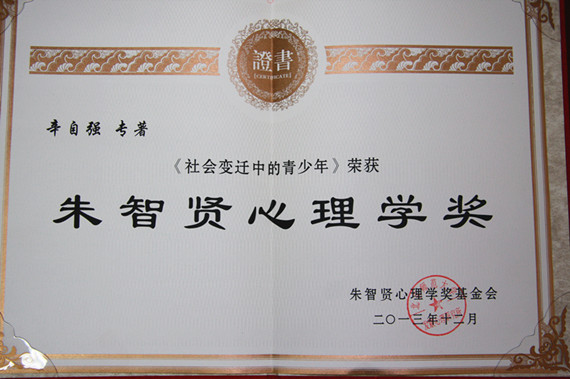 證書
[CERTIFICATE]
辛自强 专著
《社会变迁中的青少年》荣获
朱智贤心理学奖
朱智贤心理学奖基金会
二〇一三年十二月